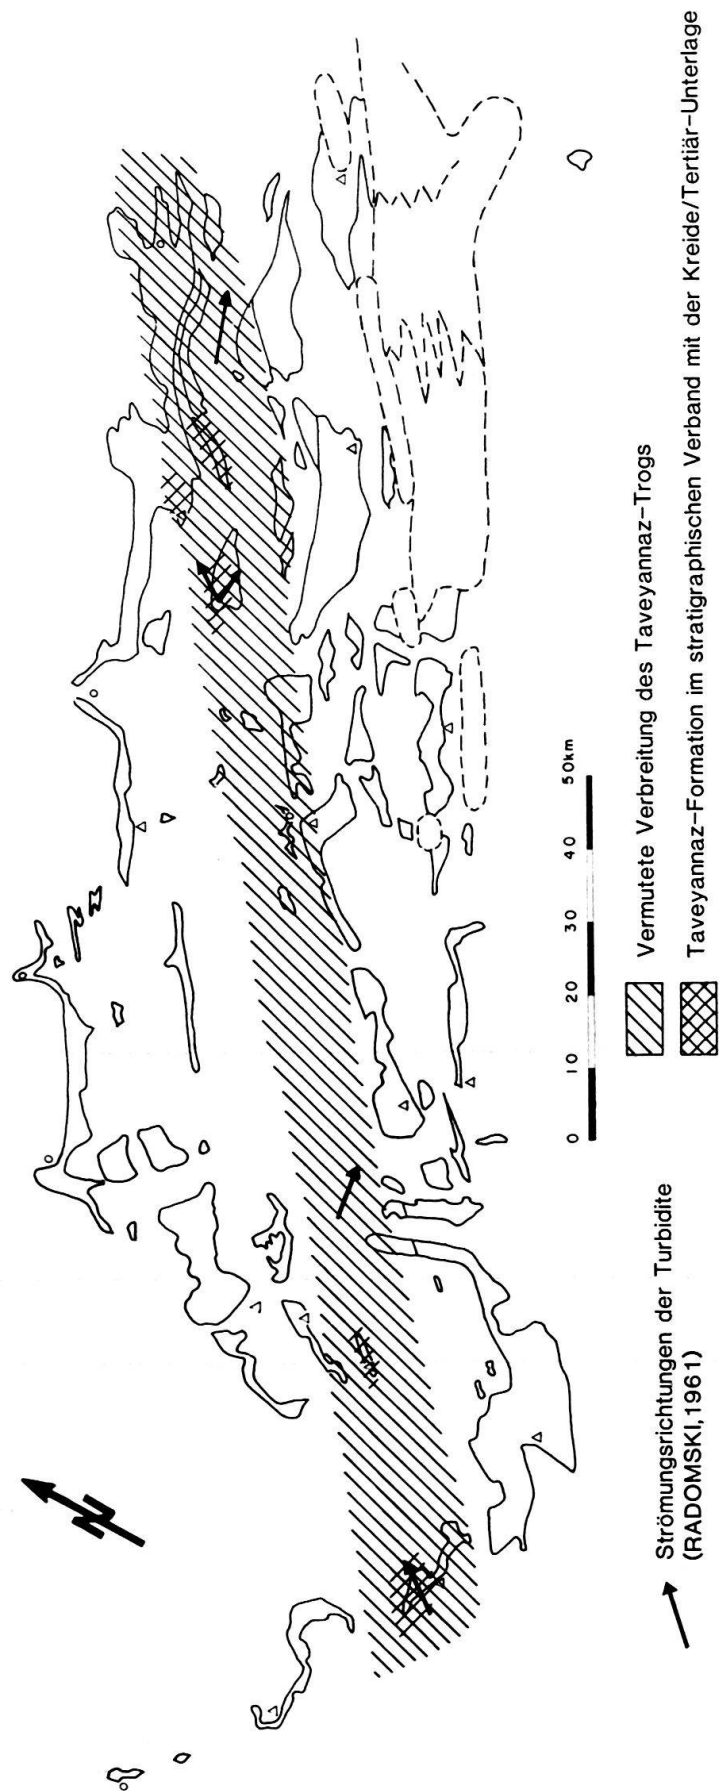 N
0 10 20 30 40 50km
Vermutete Verbreitung des Taveyannaz-Trogs
Taveyannaz-Formation im stratigraphischen Verband mit der Kreide/Tertiär-Unterlage
Strömungsrichtungen der Turbidite
(RADOMSKI,1961)